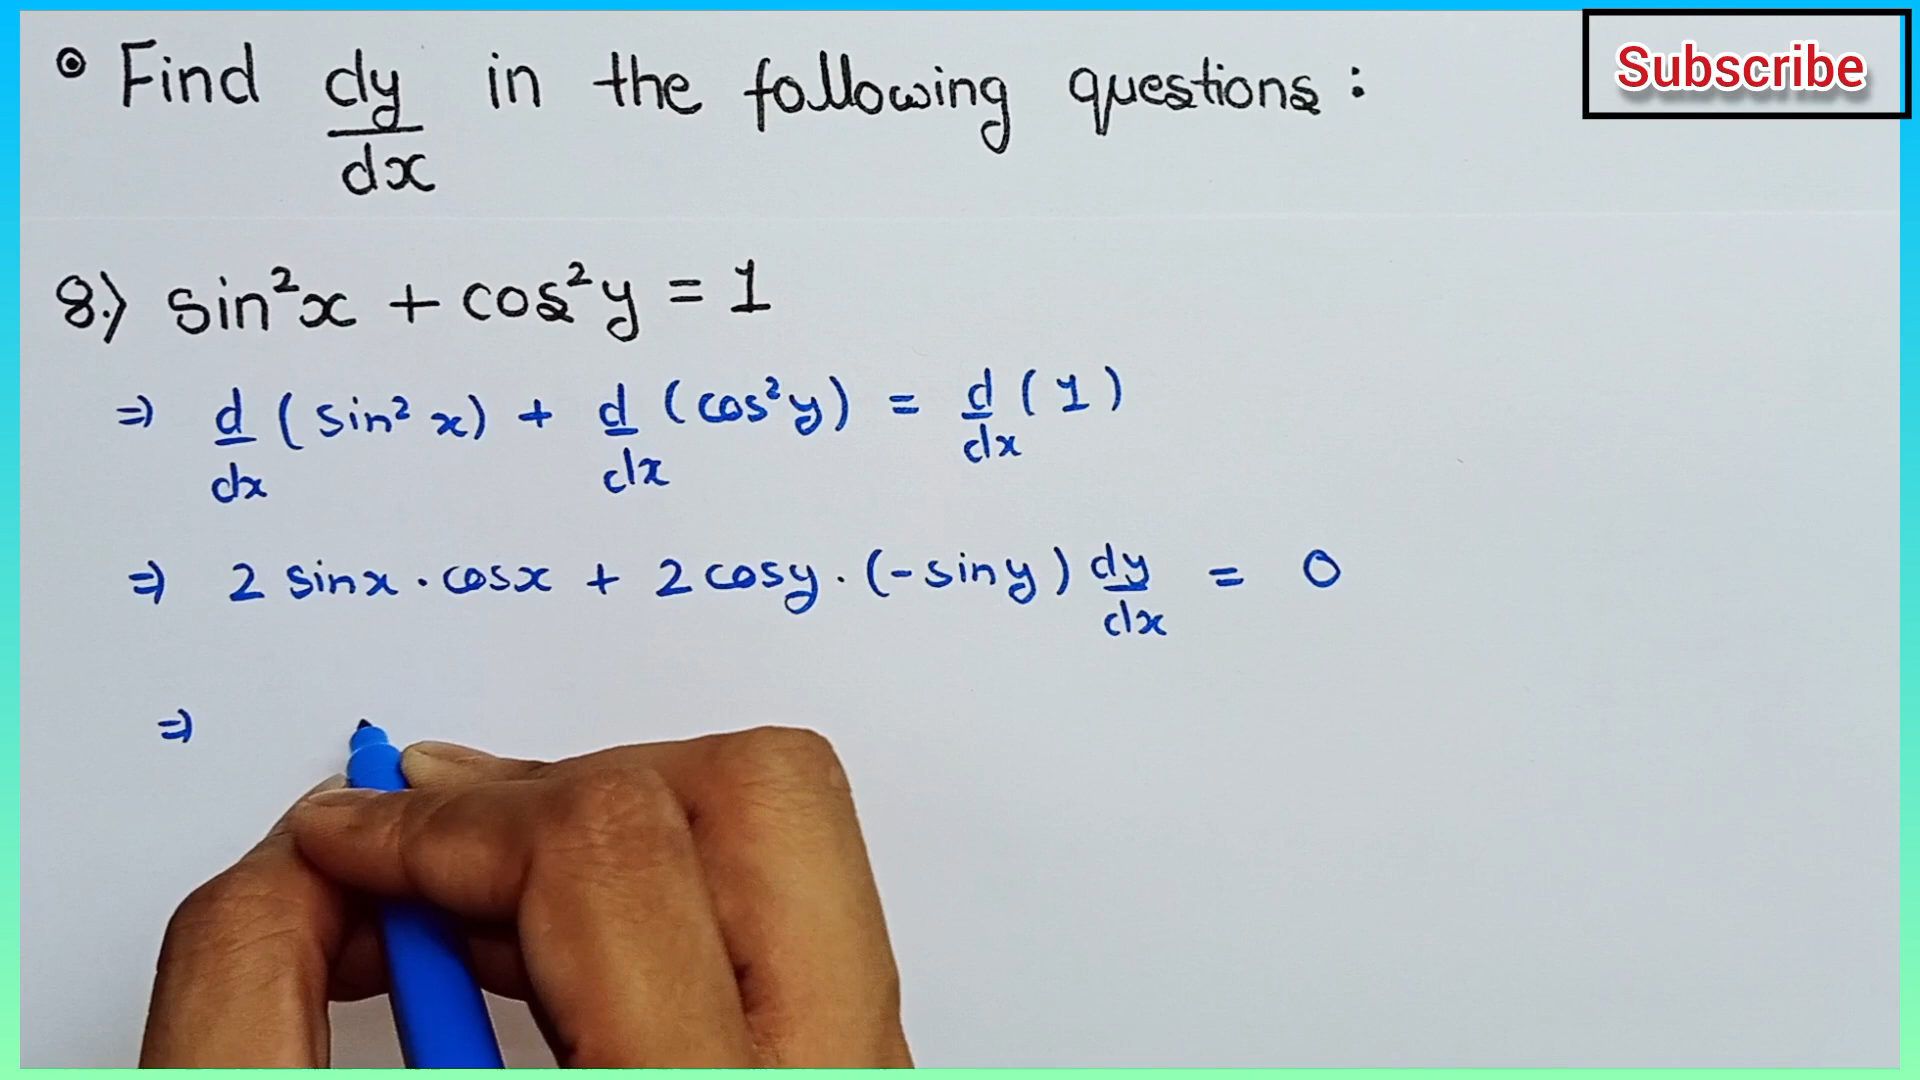 Subscribe
• Find dy/dx in the following questions :
8.) sin²x + cos²y = 1
⇒ d/dx (sin² x) + d/dx (cos²y) = d/dx (1)
⇒ 2 sinx · cosx + 2 cosy · (-siny) dy/dx = 0
⇒